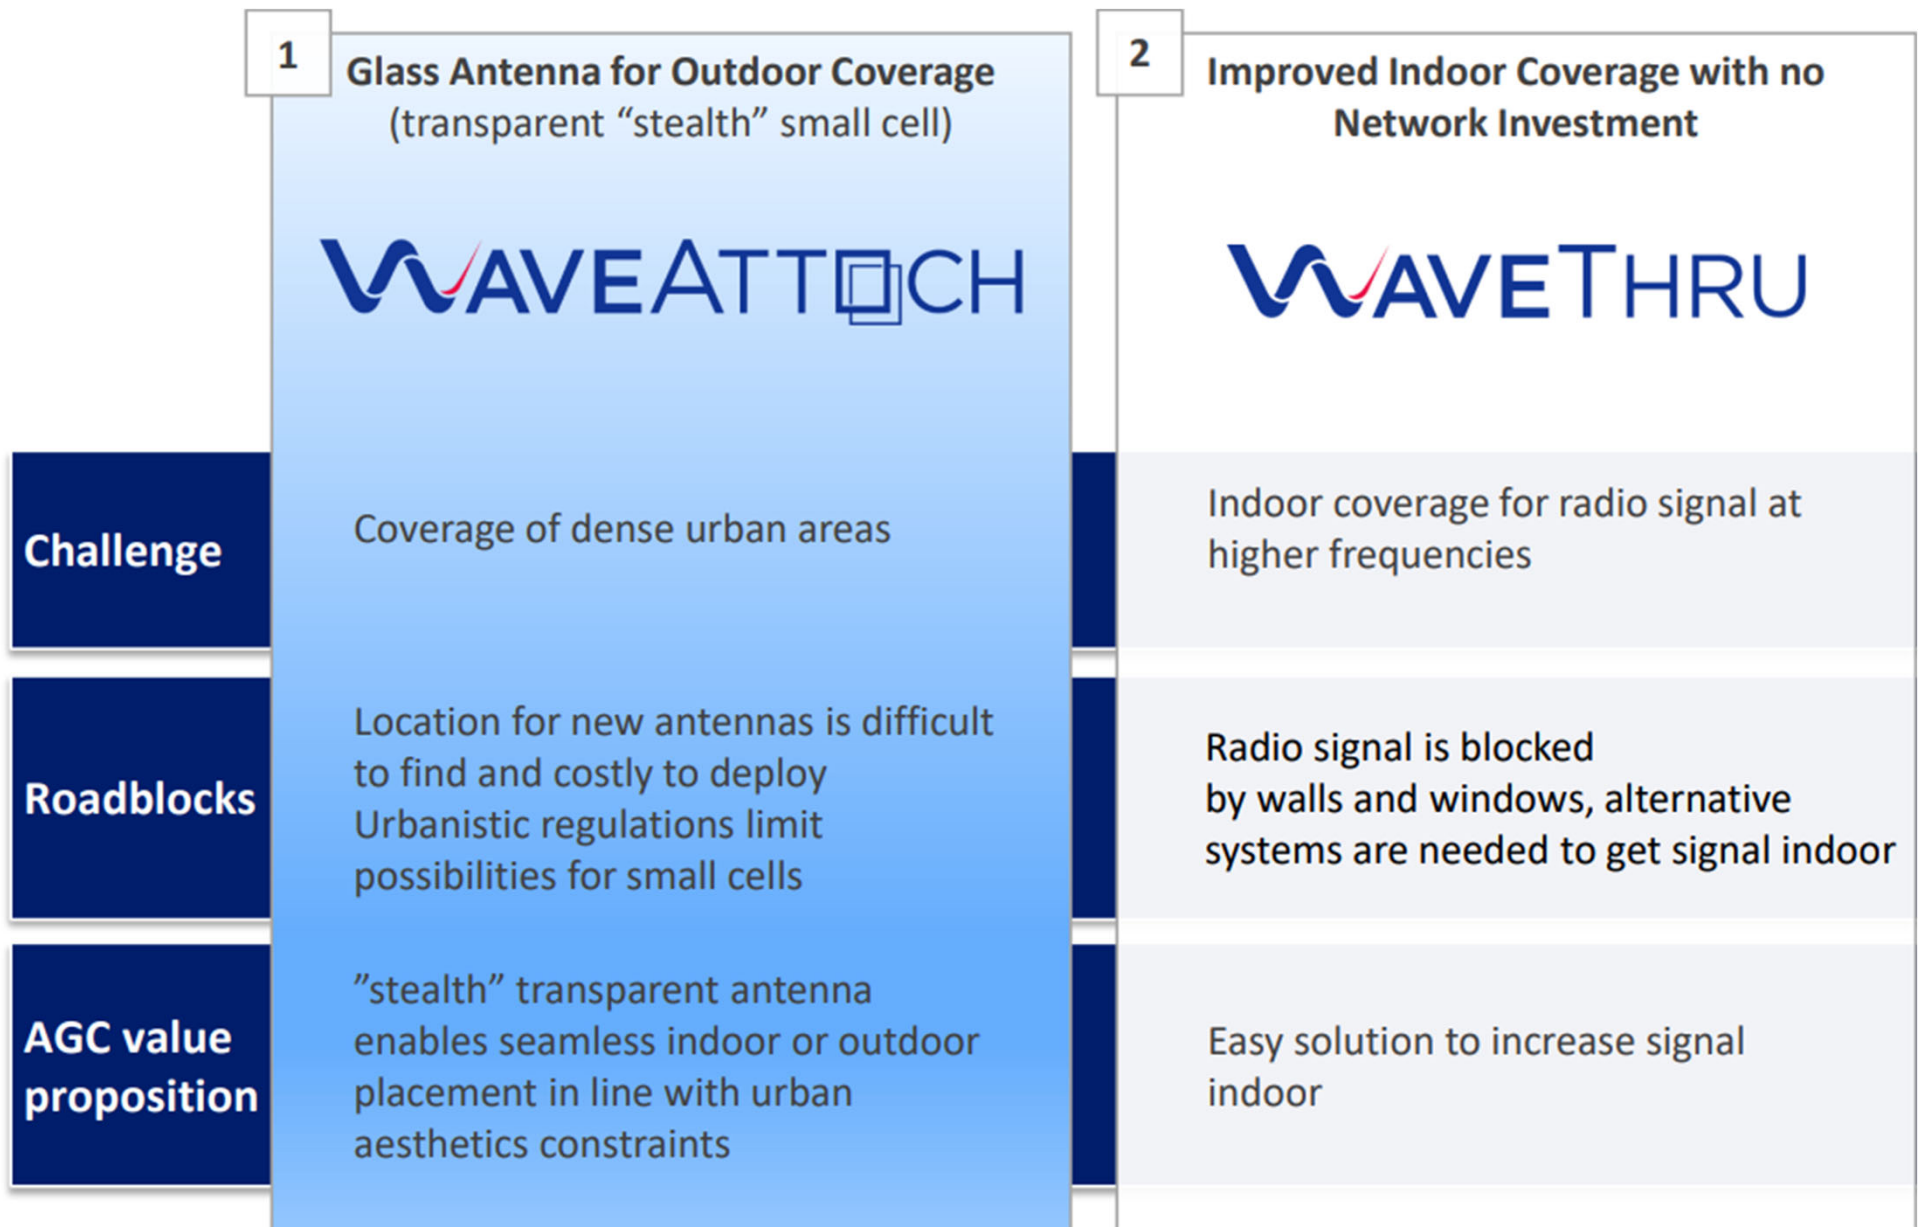 1
Glass Antenna for Outdoor Coverage
(transparent “stealth” small cell)
WAVEATTACH
2
Improved Indoor Coverage with no
Network Investment
WAVETHRU
Challenge
Coverage of dense urban areas
Indoor coverage for radio signal at
higher frequencies
Roadblocks
Location for new antennas is difficult
to find and costly to deploy
Urbanistic regulations limit
possibilities for small cells
Radio signal is blocked
by walls and windows, alternative
systems are needed to get signal indoor
AGC value
proposition
”stealth” transparent antenna
enables seamless indoor or outdoor
placement in line with urban
aesthetics constraints
Easy solution to increase signal
indoor